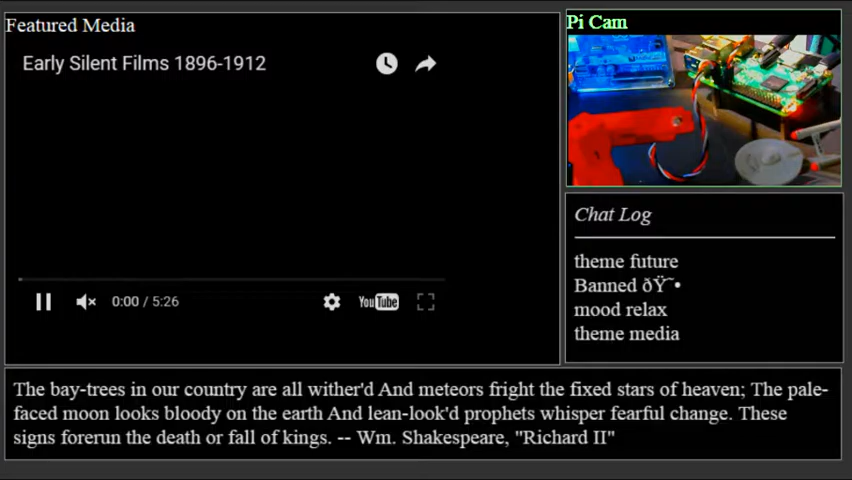 Featured Media
Early Silent Films 1896-1912
0:00 / 5:26
YouTube
Pi Cam
Chat Log
theme future
Banned ðŸ˜•
mood relax
theme media
The bay-trees in our country are all wither'd And meteors fright the fixed stars of heaven; The pale-
faced moon looks bloody on the earth And lean-look'd prophets whisper fearful change. These
signs forerun the death or fall of kings. -- Wm. Shakespeare, "Richard II"